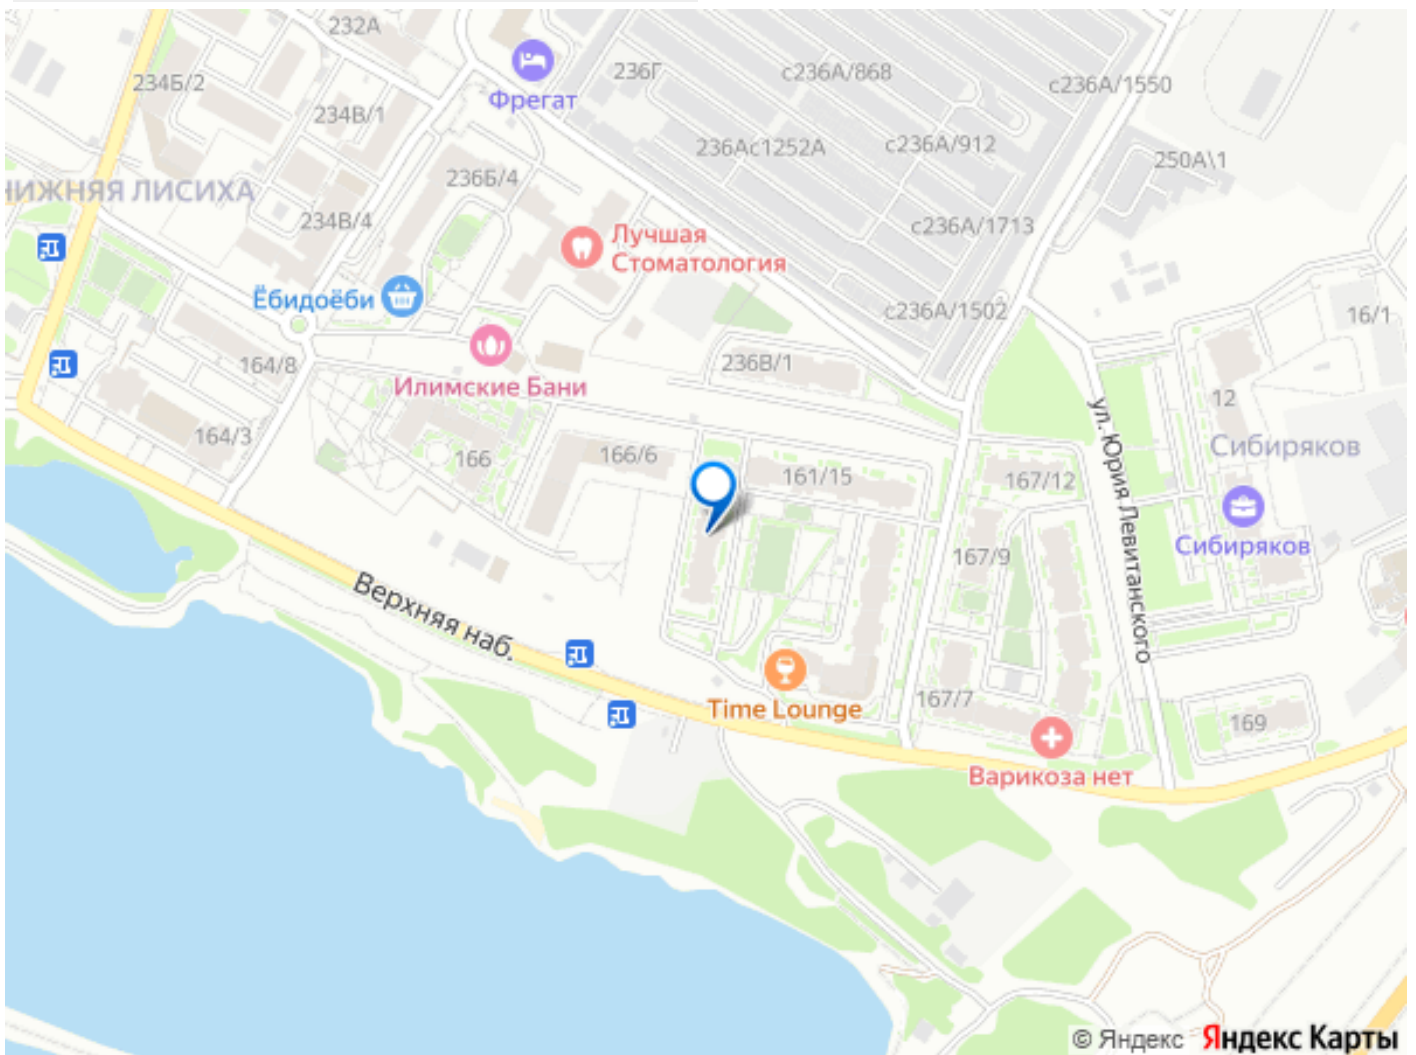 232А
234Б/2
236Г
с236А/868
с236А/1550
Фрегат
234В/1
236Ас1252А
с236А/912
250А\1
НИЖНЯЯ ЛИСИХА
236Б/4
234В/4
с236А/1713
Лучшая
Стоматология
Ёбидоёби
с236А/1502
16/1
164/8
Илимские Бани
236В/1
12
ул. Юрия Левитанского
Сибиряков
164/3
166
166/6
161/15
167/12
Сибиряков
167/9
Верхняя наб.
Time Lounge
167/7
169
Варикоза нет
© Яндекс Яндекс Карты